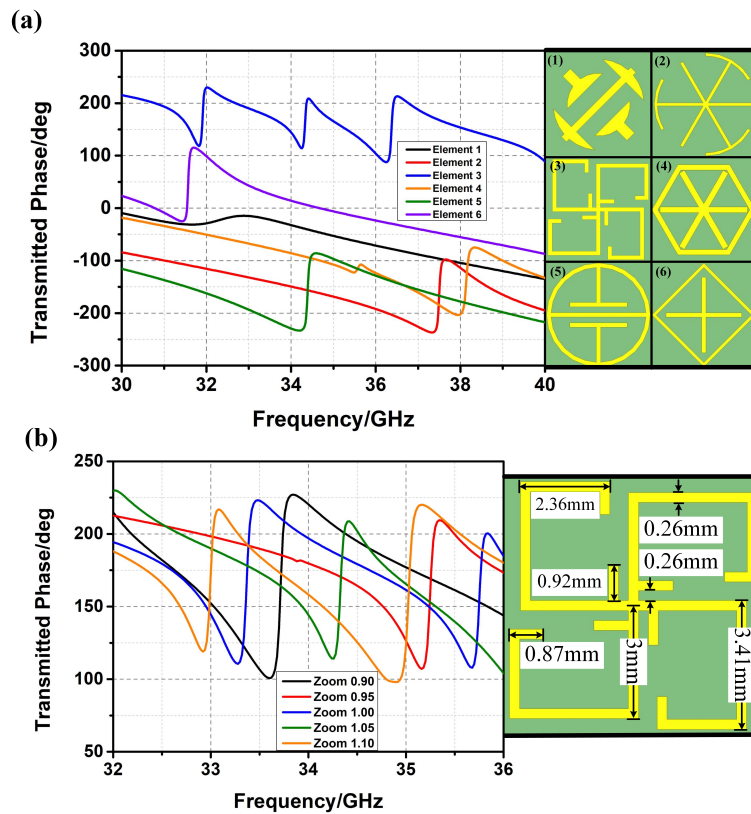 (a)
Transmitted Phase/deg
300
200
100
0
-100
-200
-300
30
32
34
36
38
40
Frequency/GHz
Element 1
Element 2
Element 3
Element 4
Element 5
Element 6
(1)
(2)
(3)
(4)
(5)
(6)
(b)
Transmitted Phase/deg
250
200
150
100
50
32
33
34
35
36
Frequency/GHz
Zoom 0.90
Zoom 0.95
Zoom 1.00
Zoom 1.05
Zoom 1.10
2.36mm
0.26mm
0.26mm
0.92mm
0.87mm
3mm
3.41mm